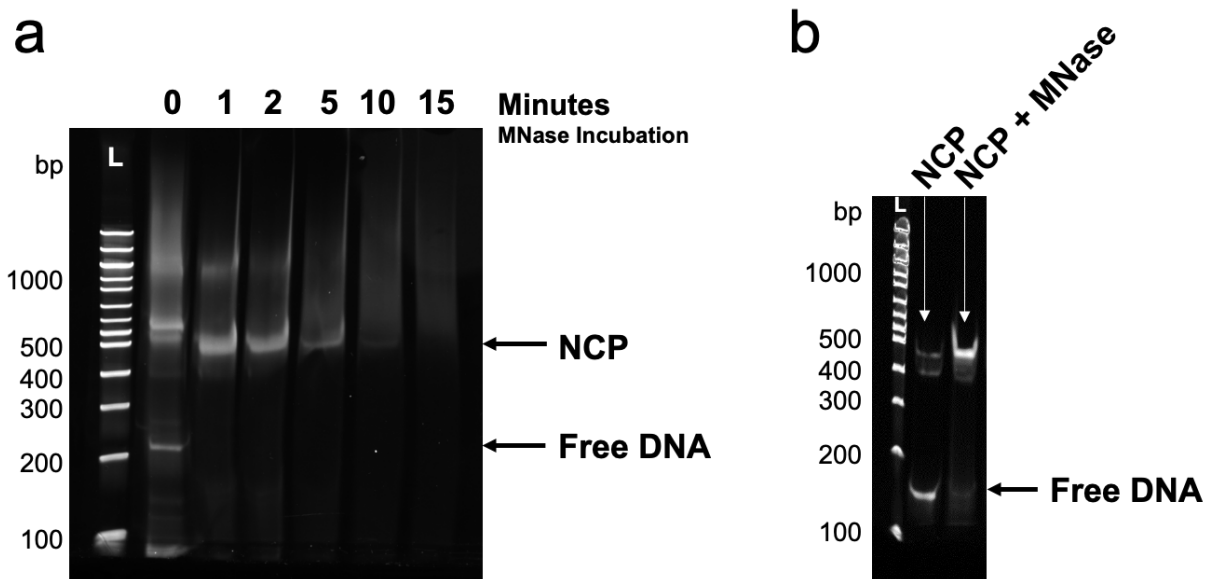 a
0 1 2 5 10 15 Minutes
MNase Incubation
bp
L
1000
500
400
300
200
100
NCP
Free DNA
b
NCP
NCP + MNase
bp
L
1000
500
400
300
200
100
Free DNA